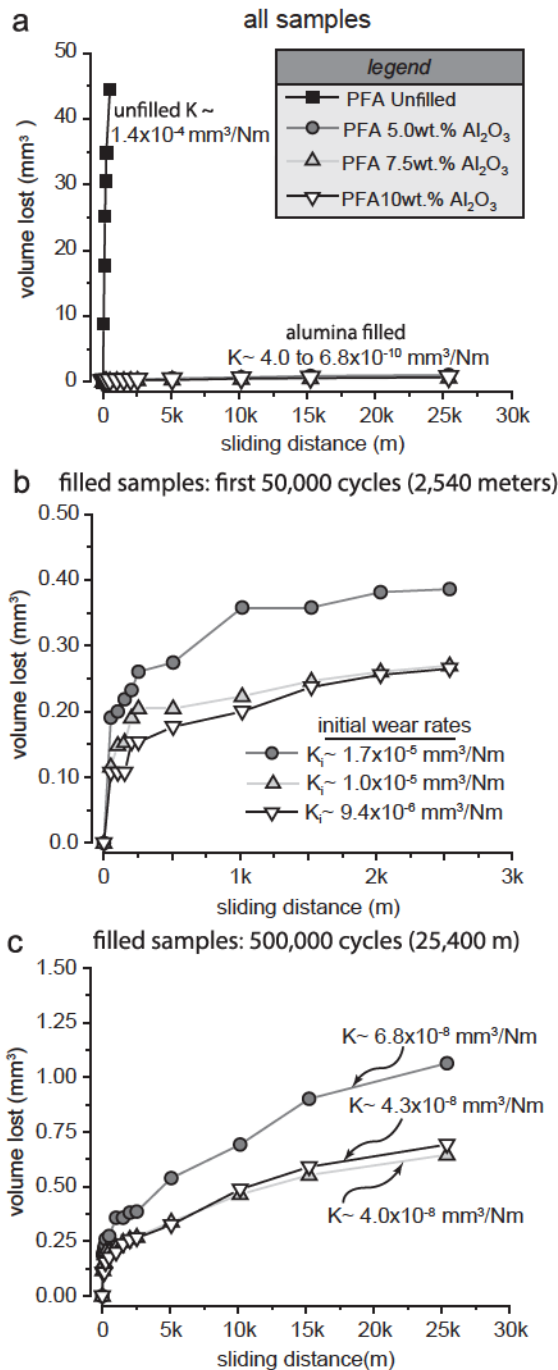 a
all samples
volume lost (mm³)
50
40
30
20
10
0
unfilled K ~
1.4x10⁻⁴ mm³/Nm
legend
PFA Unfilled
PFA 5.0wt.% Al₂O₃
PFA 7.5wt.% Al₂O₃
PFA10wt.% Al₂O₃
alumina filled
K~ 4.0 to 6.8x10⁻¹⁰ mm³/Nm
0 5k 10k 15k 20k 25k 30k
sliding distance (m)
b
filled samples: first 50,000 cycles (2,540 meters)
volume lost (mm³)
0.50
0.40
0.30
0.20
0.10
0.0
initial wear rates
Kᵢ~ 1.7x10⁻⁵ mm³/Nm
Kᵢ~ 1.0x10⁻⁵ mm³/Nm
Kᵢ~ 9.4x10⁻⁶ mm³/Nm
0 1k 2k 3k
sliding distance (m)
c
filled samples: 500,000 cycles (25,400 m)
volume lost (mm³)
1.50
1.25
1.00
0.75
0.50
0.25
0.00
K~ 6.8x10⁻⁸ mm³/Nm
K~ 4.3x10⁻⁸ mm³/Nm
K~ 4.0x10⁻⁸ mm³/Nm
0 5k 10k 15k 20k 25k 30k
sliding distance(m)